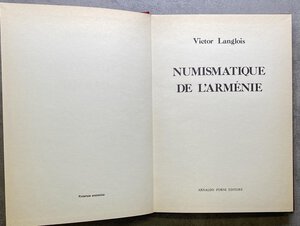 Victor Langlois
NUMISMATIQUE
DE L'ARMÉNIE
ARNALDO FORNI EDITORE